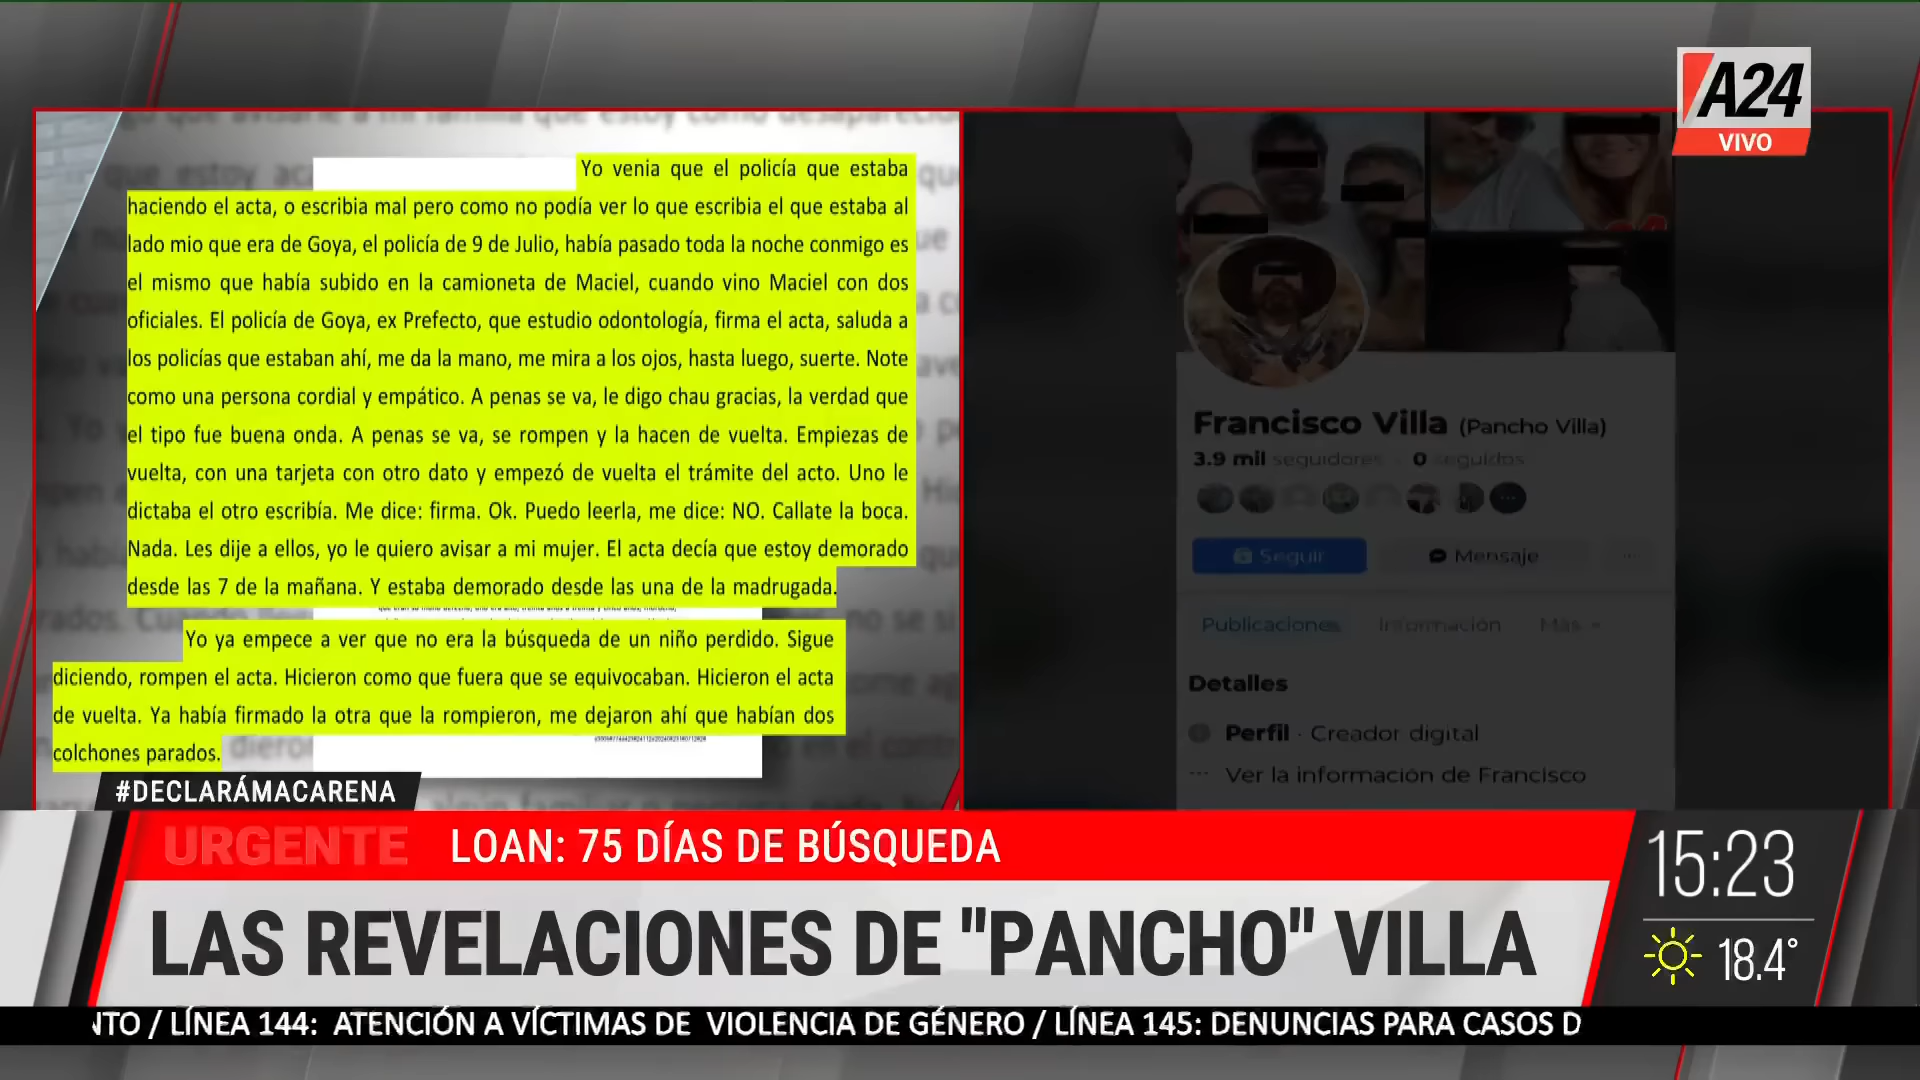 A24
VIVO
Yo venia que el policía que estaba
haciendo el acta, o escribia mal pero como no podía ver lo que escribia el que estaba al
lado mio que era de Goya, el policía de 9 de Julio, había pasado toda la noche conmigo es
el mismo que había subido en la camioneta de Maciel, cuando vino Maciel con dos
oficiales. El policía de Goya, ex Prefecto, que estudio odontología, firma el acta, saluda a
los policías que estaban ahí, me da la mano, me mira a los ojos, hasta luego, suerte. Note
como una persona cordial y empático. A penas se va, le digo chau gracias, la verdad que
el tipo fue buena onda. A penas se va, se rompen y la hacen de vuelta. Empiezas de
vuelta, con una tarjeta con otro dato y empezó de vuelta el trámite del acto. Uno le
dictaba el otro escribía. Me dice: firma. Ok. Puedo leerla, me dice: NO. Callate la boca.
Nada. Les dije a ellos, yo le quiero avisar a mi mujer. El acta decía que estoy demorado
desde las 7 de la mañana. Y estaba demorado desde las una de la madrugada.
Yo ya empece a ver que no era la búsqueda de un niño perdido. Sigue
diciendo, rompen el acta. Hicieron como que fuera que se equivocaban. Hicieron el acta
de vuelta. Ya había firmado la otra que la rompieron, me dejaron ahí que habían dos
colchones parados.
Francisco Villa (Pancho Villa)
3.9 mil seguidores · 0 seguidos
Seguir
Mensaje
Publicaciones
Información
Más
Detalles
Perfil · Creador digital
Ver la información de Francisco
#DECLARÁMACARENA
URGENTE
LOAN: 75 DÍAS DE BÚSQUEDA
15:23
LAS REVELACIONES DE "PANCHO" VILLA
18.4°
NTO / LÍNEA 144: ATENCIÓN A VÍCTIMAS DE VIOLENCIA DE GÉNERO / LÍNEA 145: DENUNCIAS PARA CASOS D